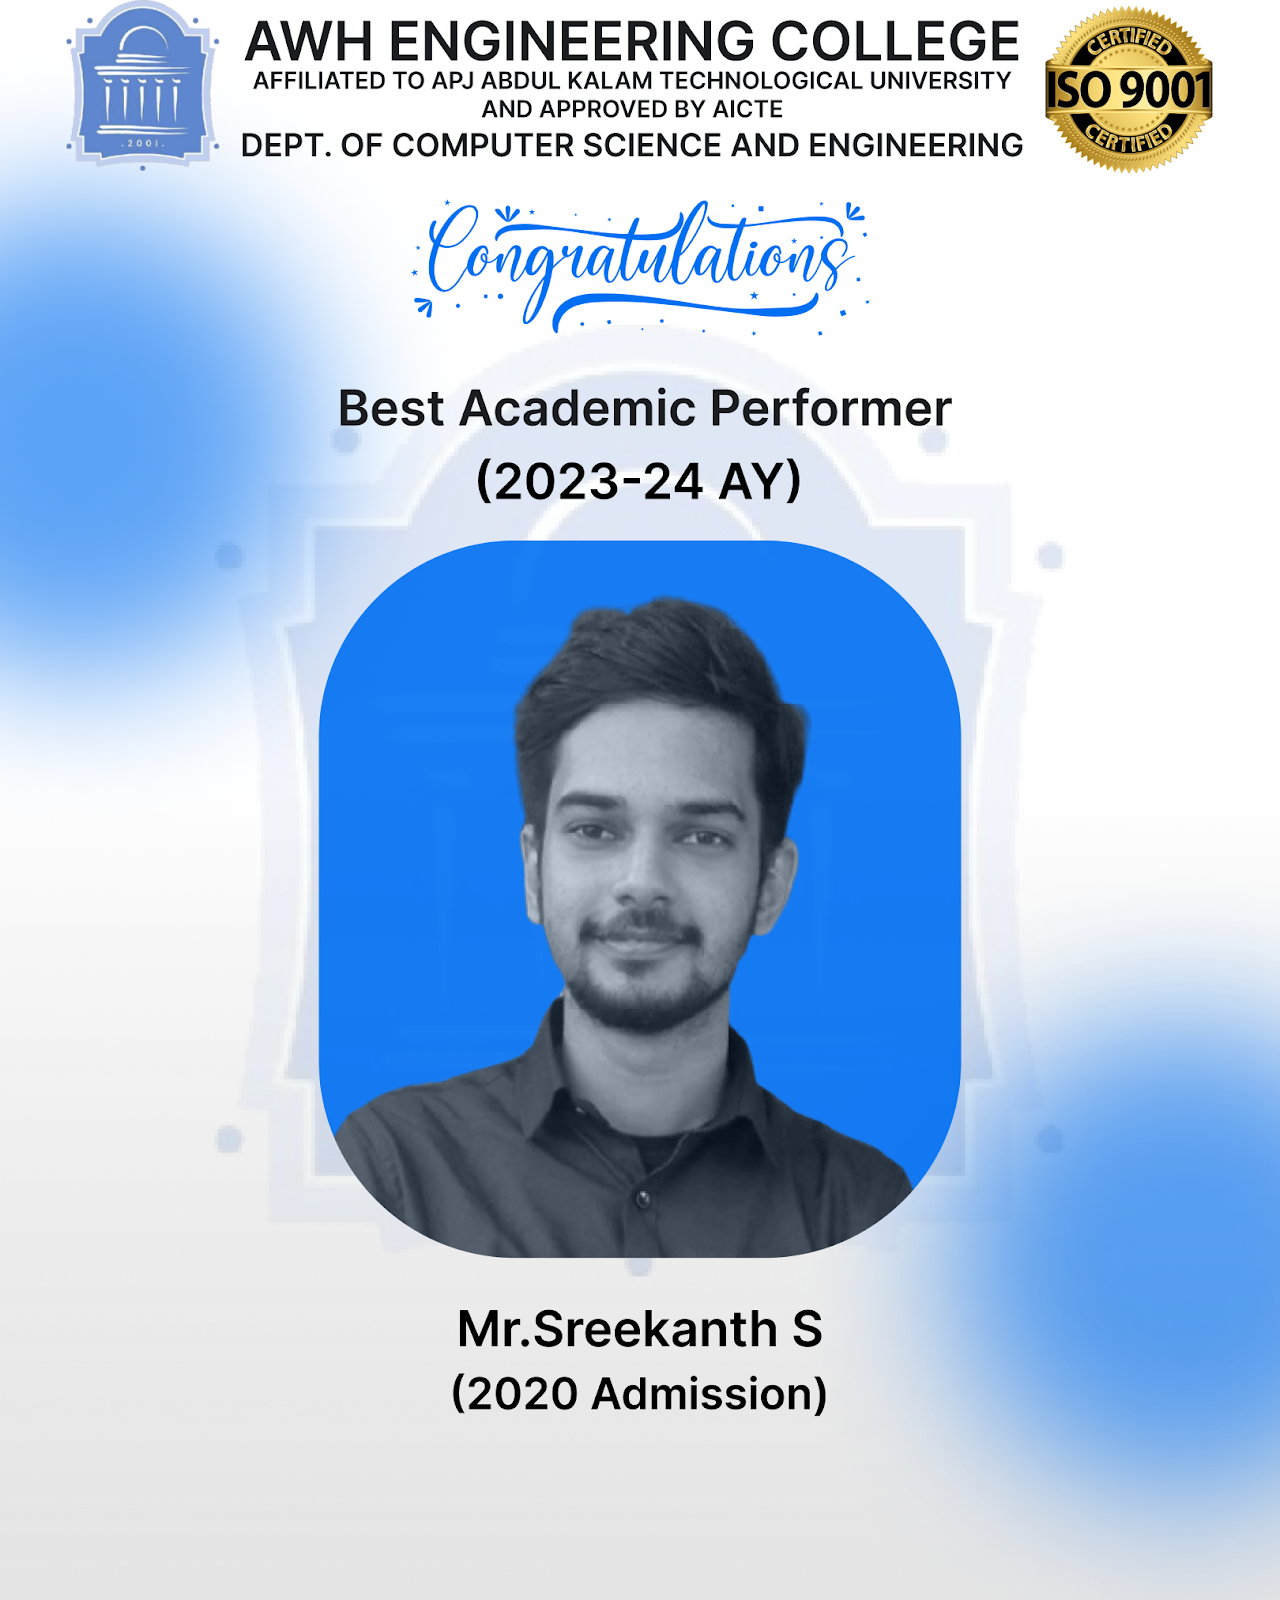 AWH ENGINEERING COLLEGE
AFFILIATED TO APJ ABDUL KALAM TECHNOLOGICAL UNIVERSITY
AND APPROVED BY AICTE
DEPT. OF COMPUTER SCIENCE AND ENGINEERING
.2001.
CERTIFIED
ISO 9001
CERTIFIED
Congratulations
Best Academic Performer
(2023-24 AY)
Mr.Sreekanth S
(2020 Admission)